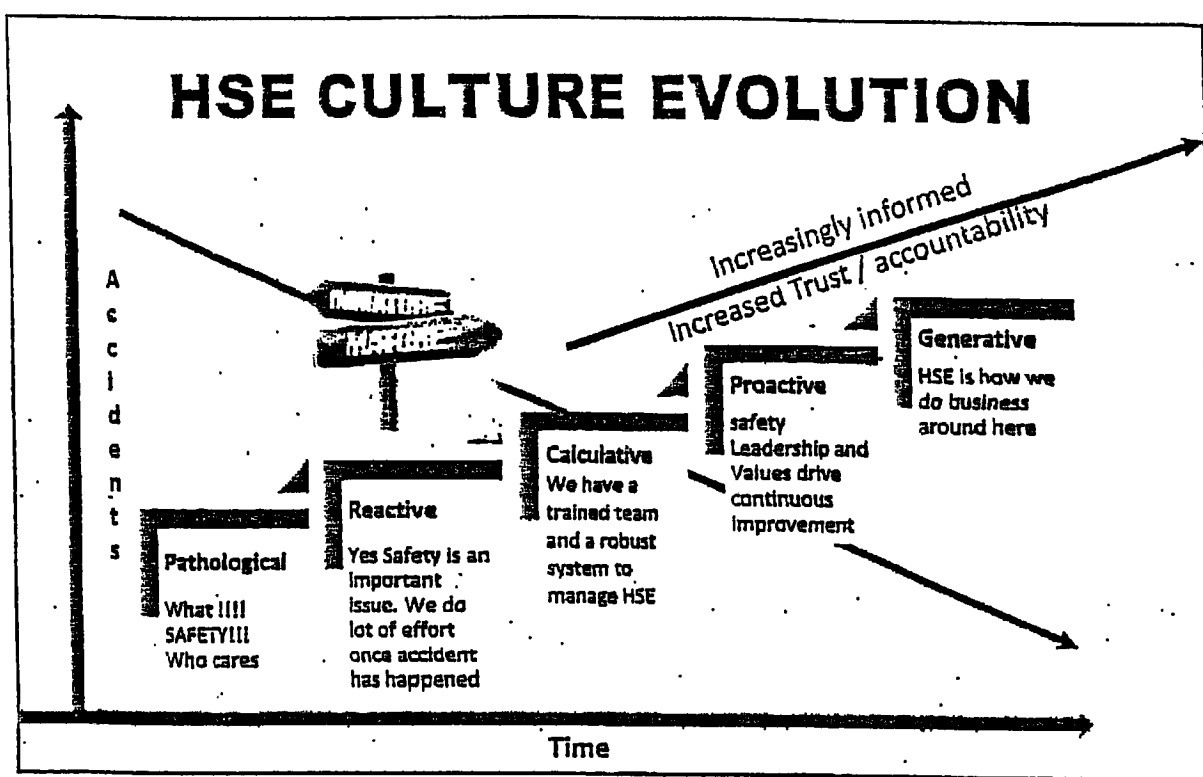 HSE CULTURE EVOLUTION
Accidents
Increasingly informed
Increased Trust / accountability
Pathological
What !!!!
SAFETY!!!
Who cares
Reactive
Yes Safety is an
important
issue. We do
lot of effort
once accident
has happened
Calculative
We have a
trained team
and a robust
system to
manage HSE
Proactive
safety
Leadership and
Values drive
continuous
improvement
Generative
HSE is how we
do business
around here
Time